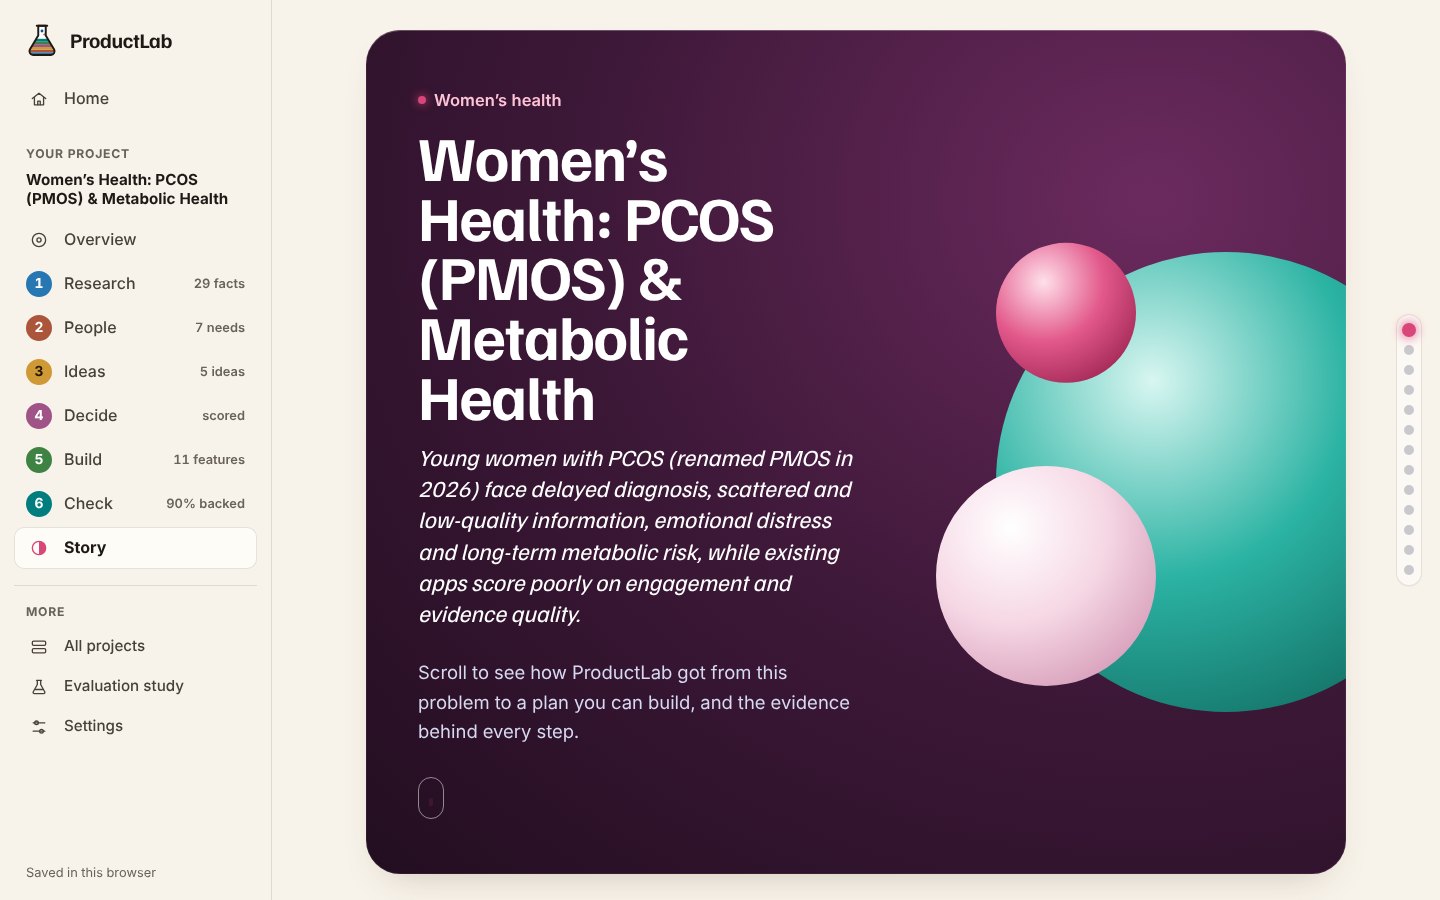 ProductLab
Home
YOUR PROJECT
Women's Health: PCOS
(PMOS) & Metabolic Health
Overview
1 Research 29 facts
2 People 7 needs
3 Ideas 5 ideas
4 Decide scored
5 Build 11 features
6 Check 90% backed
Story
MORE
All projects
Evaluation study
Settings
Saved in this browser
Women's health
Women's
Health: PCOS
(PMOS) &
Metabolic
Health
Young women with PCOS (renamed PMOS in
2026) face delayed diagnosis, scattered and
low-quality information, emotional distress
and long-term metabolic risk, while existing
apps score poorly on engagement and
evidence quality.
Scroll to see how ProductLab got from this
problem to a plan you can build, and the evidence
behind every step.